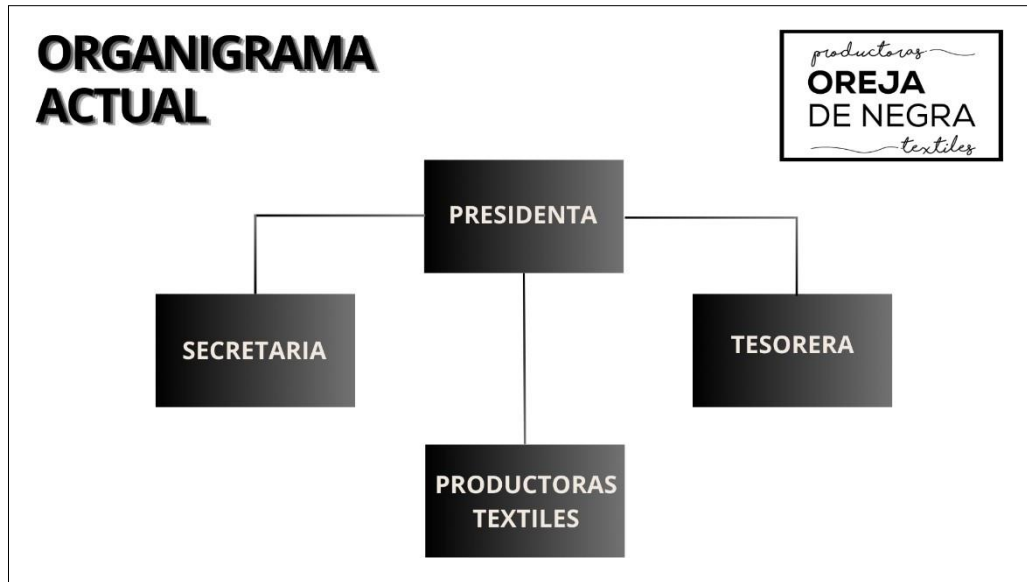 ORGANIGRAMA
ACTUAL
productoras
OREJA
DE NEGRA
textiles
PRESIDENTA
SECRETARIA
TESORERA
PRODUCTORAS
TEXTILES